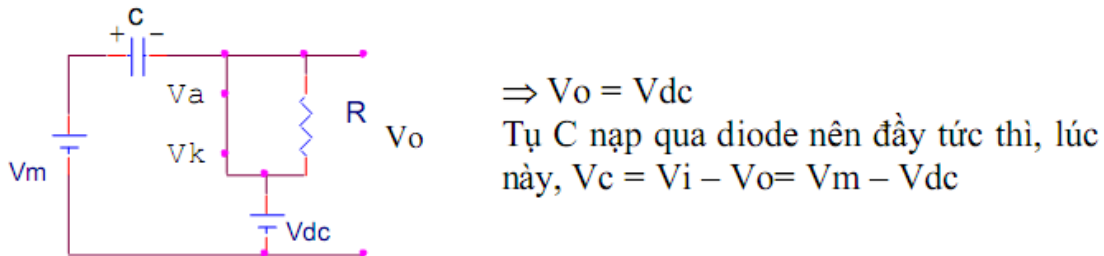 C
+ −
Va
R
Vo
Vk
Vm
Vdc
⇒ Vo = Vdc
Tụ C nạp qua diode nên đầy tức thì, lúc
này, Vc = Vi – Vo= Vm – Vdc